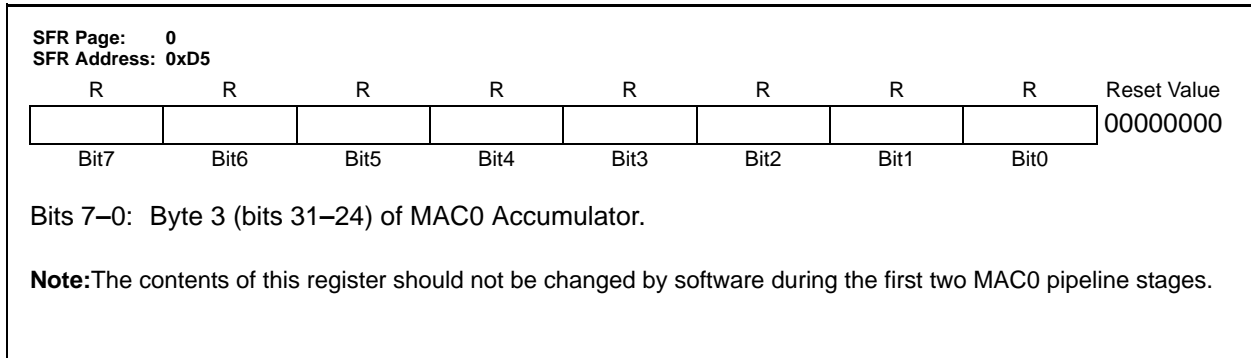 SFR Page: 0
SFR Address: 0xD5
R R R R R R R R Reset Value
00000000
Bit7 Bit6 Bit5 Bit4 Bit3 Bit2 Bit1 Bit0
Bits 7–0: Byte 3 (bits 31–24) of MAC0 Accumulator.
Note:The contents of this register should not be changed by software during the first two MAC0 pipeline stages.